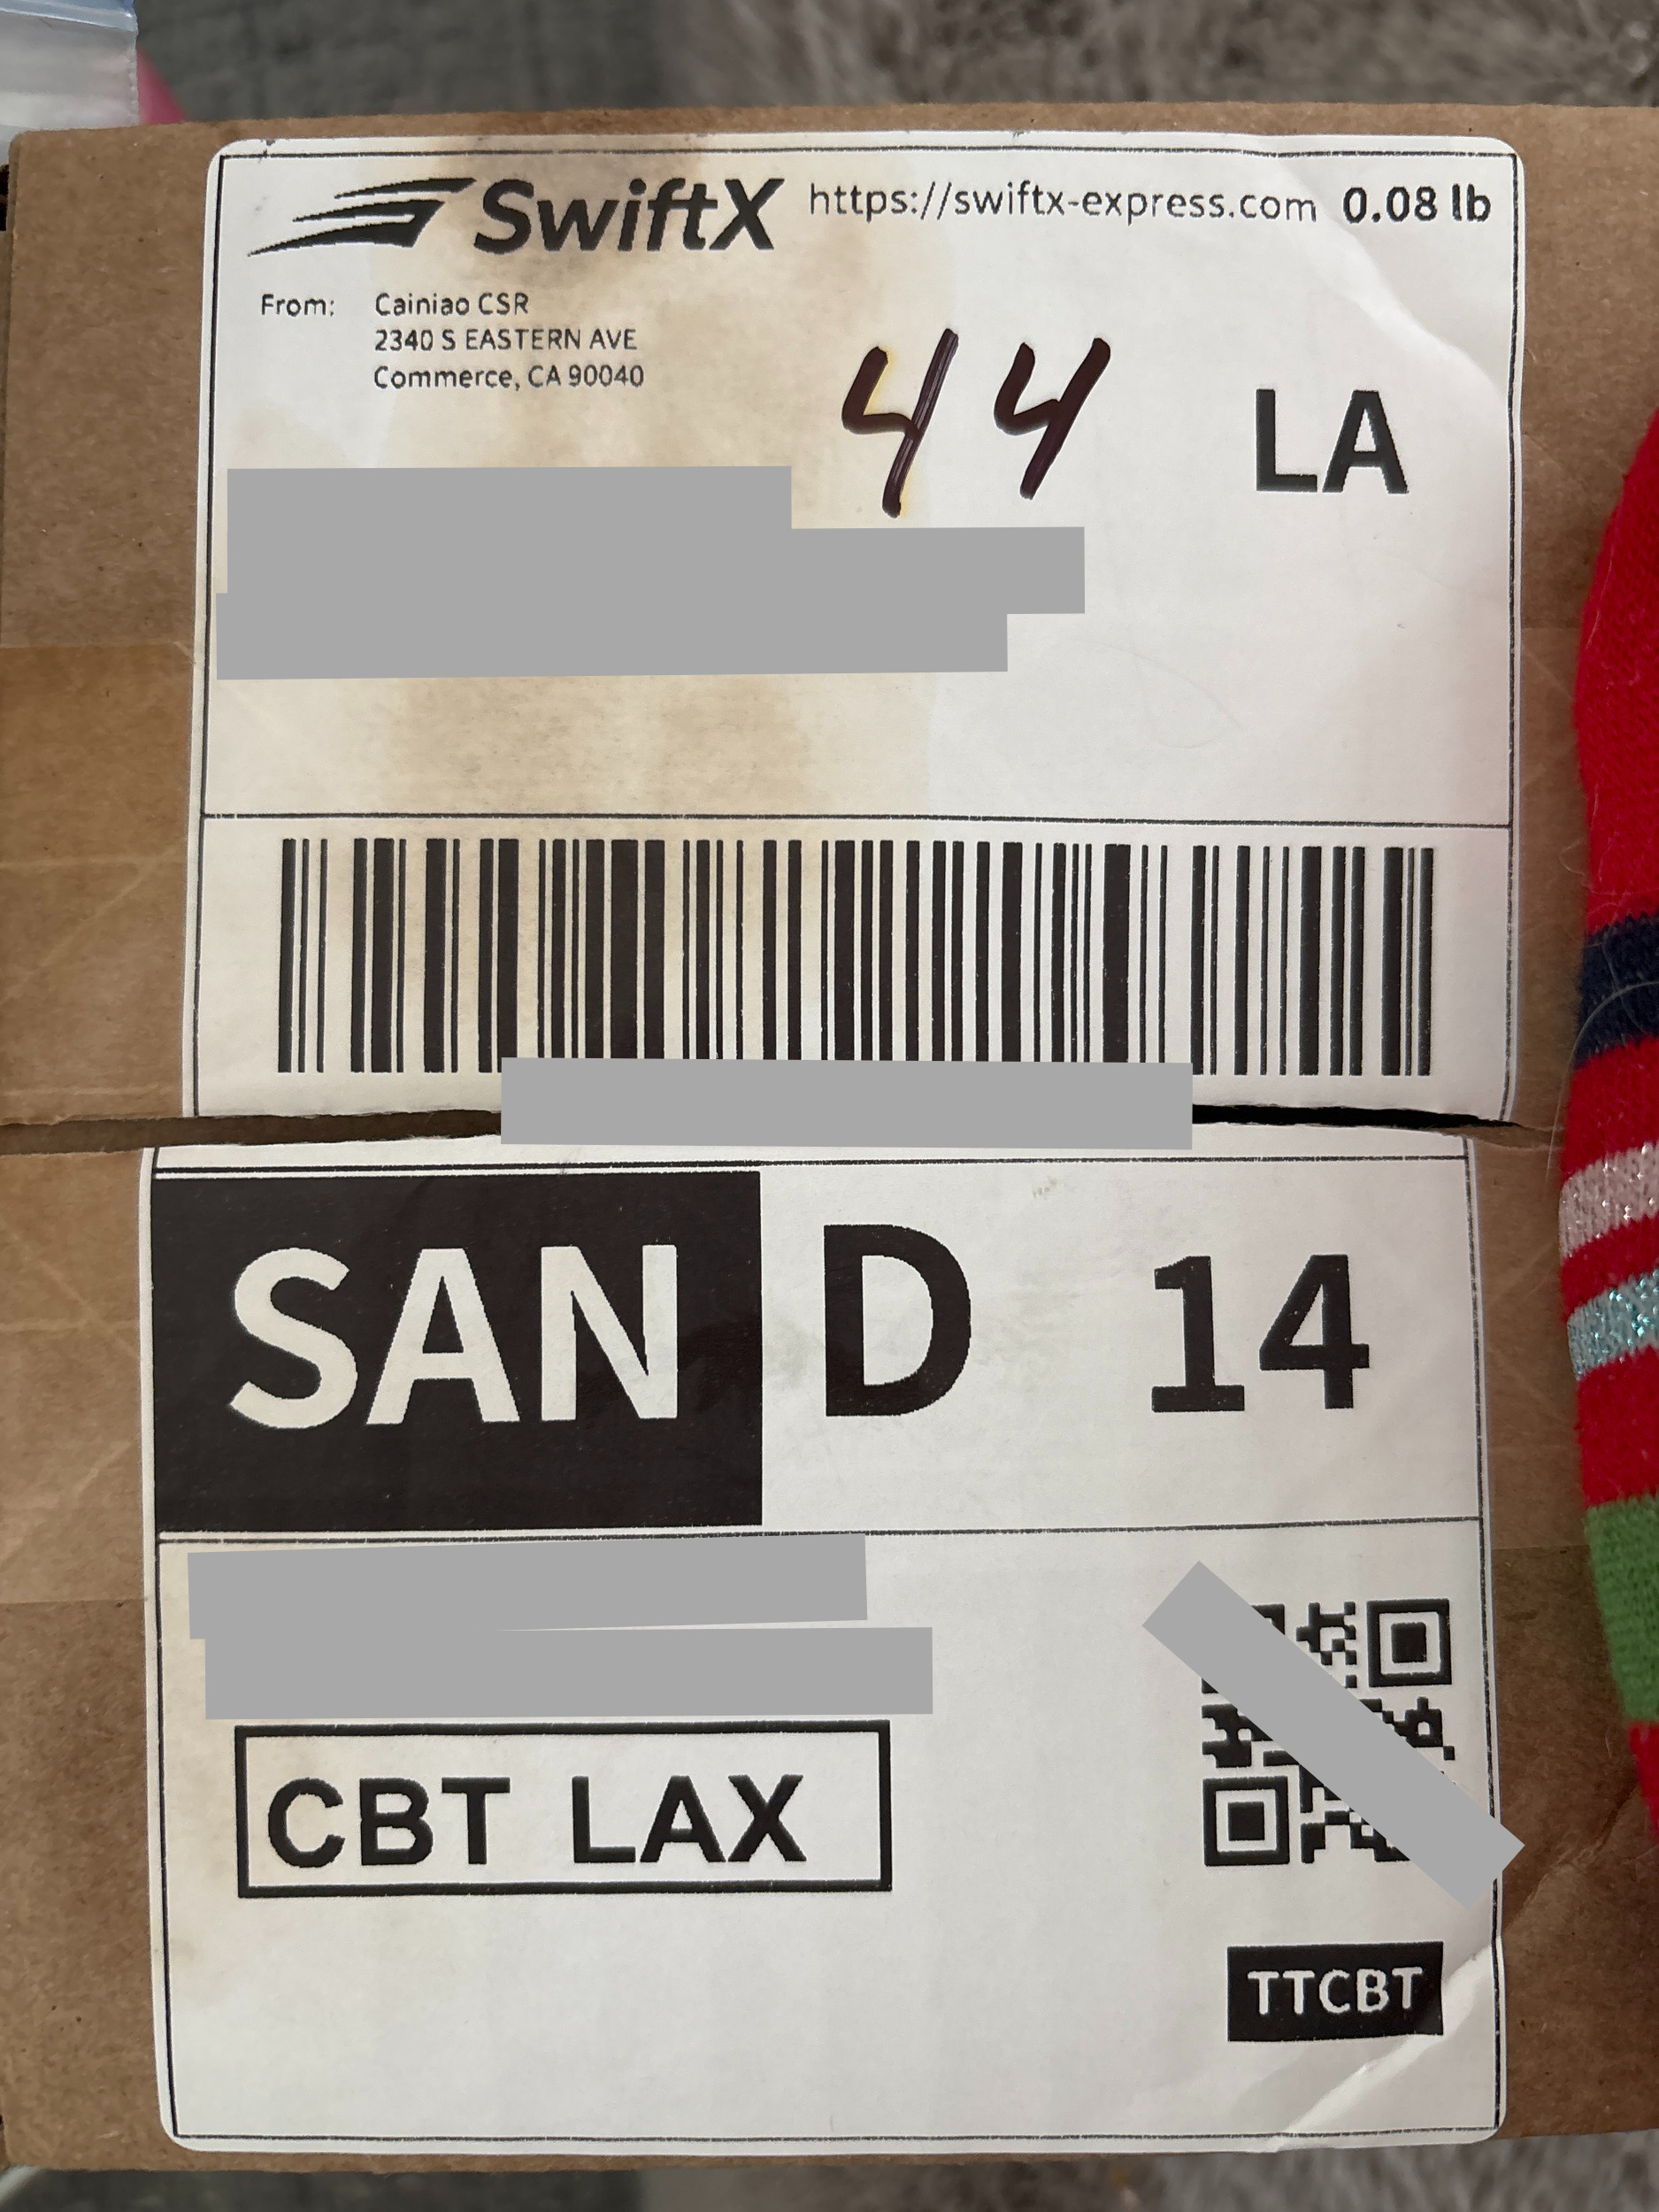 SwiftX https://swiftx-express.com 0.08 lb
From: Cainiao CSR
2340 S EASTERN AVE
Commerce, CA 90040
44
LA
SAN D 14
CBT LAX
TTCBT